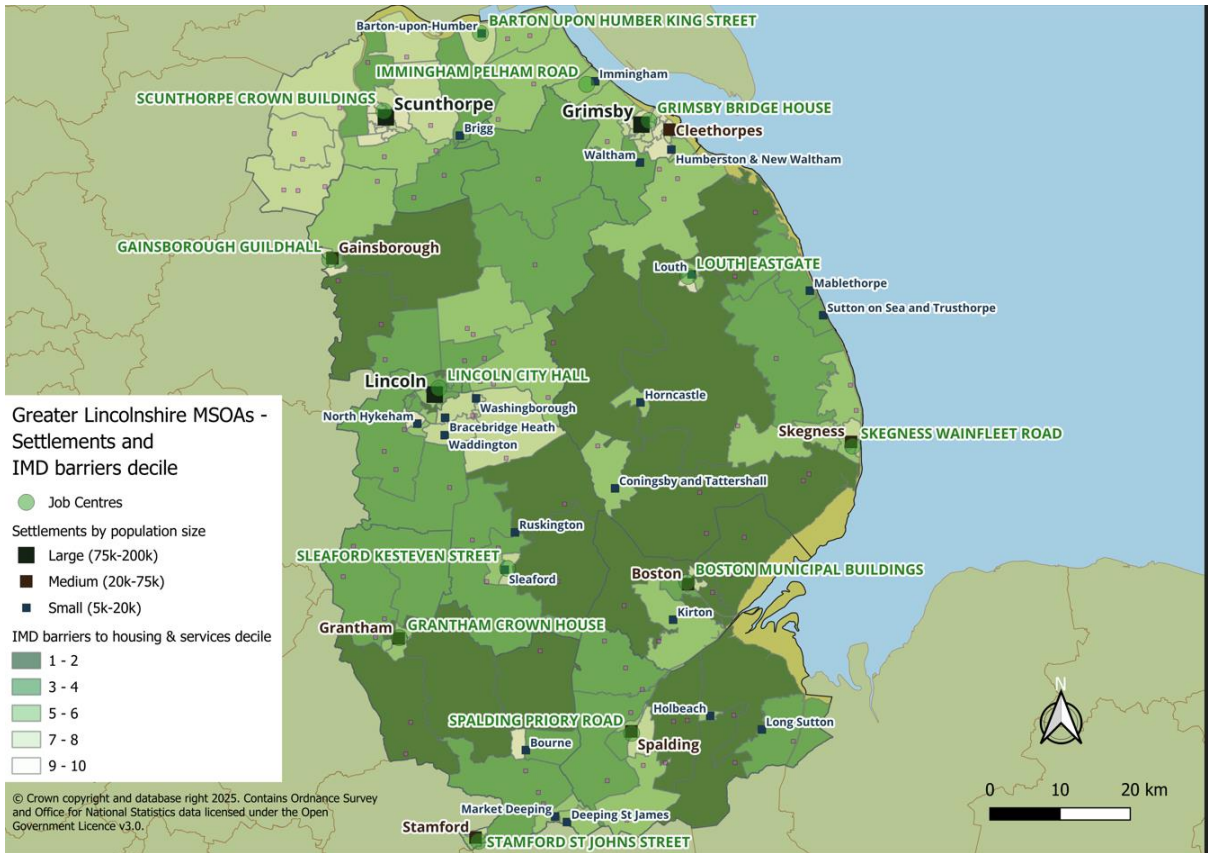 Barton-upon-Humber
BARTON UPON HUMBER KING STREET
IMMINGHAM PELHAM ROAD
Immingham
SCUNTHORPE CROWN BUILDINGS
Scunthorpe
Grimsby
GRIMSBY BRIDGE HOUSE
Cleethorpes
Brigg
Waltham
Humberston & New Waltham
GAINSBOROUGH GUILDHALL
Gainsborough
Louth
LOUTH EASTGATE
Mablethorpe
Sutton on Sea and Trusthorpe
Lincoln
LINCOLN CITY HALL
Washingborough
Horncastle
North Hykeham
Bracebridge Heath
Waddington
Skegness
SKEGNESS WAINFLEET ROAD
Coningsby and Tattershall
Ruskington
SLEAFORD KESTEVEN STREET
Sleaford
Boston
BOSTON MUNICIPAL BUILDINGS
Kirton
Grantham
GRANTHAM CROWN HOUSE
Holbeach
Long Sutton
SPALDING PRIORY ROAD
Spalding
Bourne
Market Deeping
Deeping St James
Stamford
STAMFORD ST JOHNS STREET
Greater Lincolnshire MSOAs -
Settlements and
IMD barriers decile
Job Centres
Settlements by population size
Large (75k-200k)
Medium (20k-75k)
Small (5k-20k)
IMD barriers to housing & services decile
1 - 2
3 - 4
5 - 6
7 - 8
9 - 10
© Crown copyright and database right 2025. Contains Ordnance Survey
and Office for National Statistics data licensed under the Open
Government Licence v3.0.
N
0 10 20 km